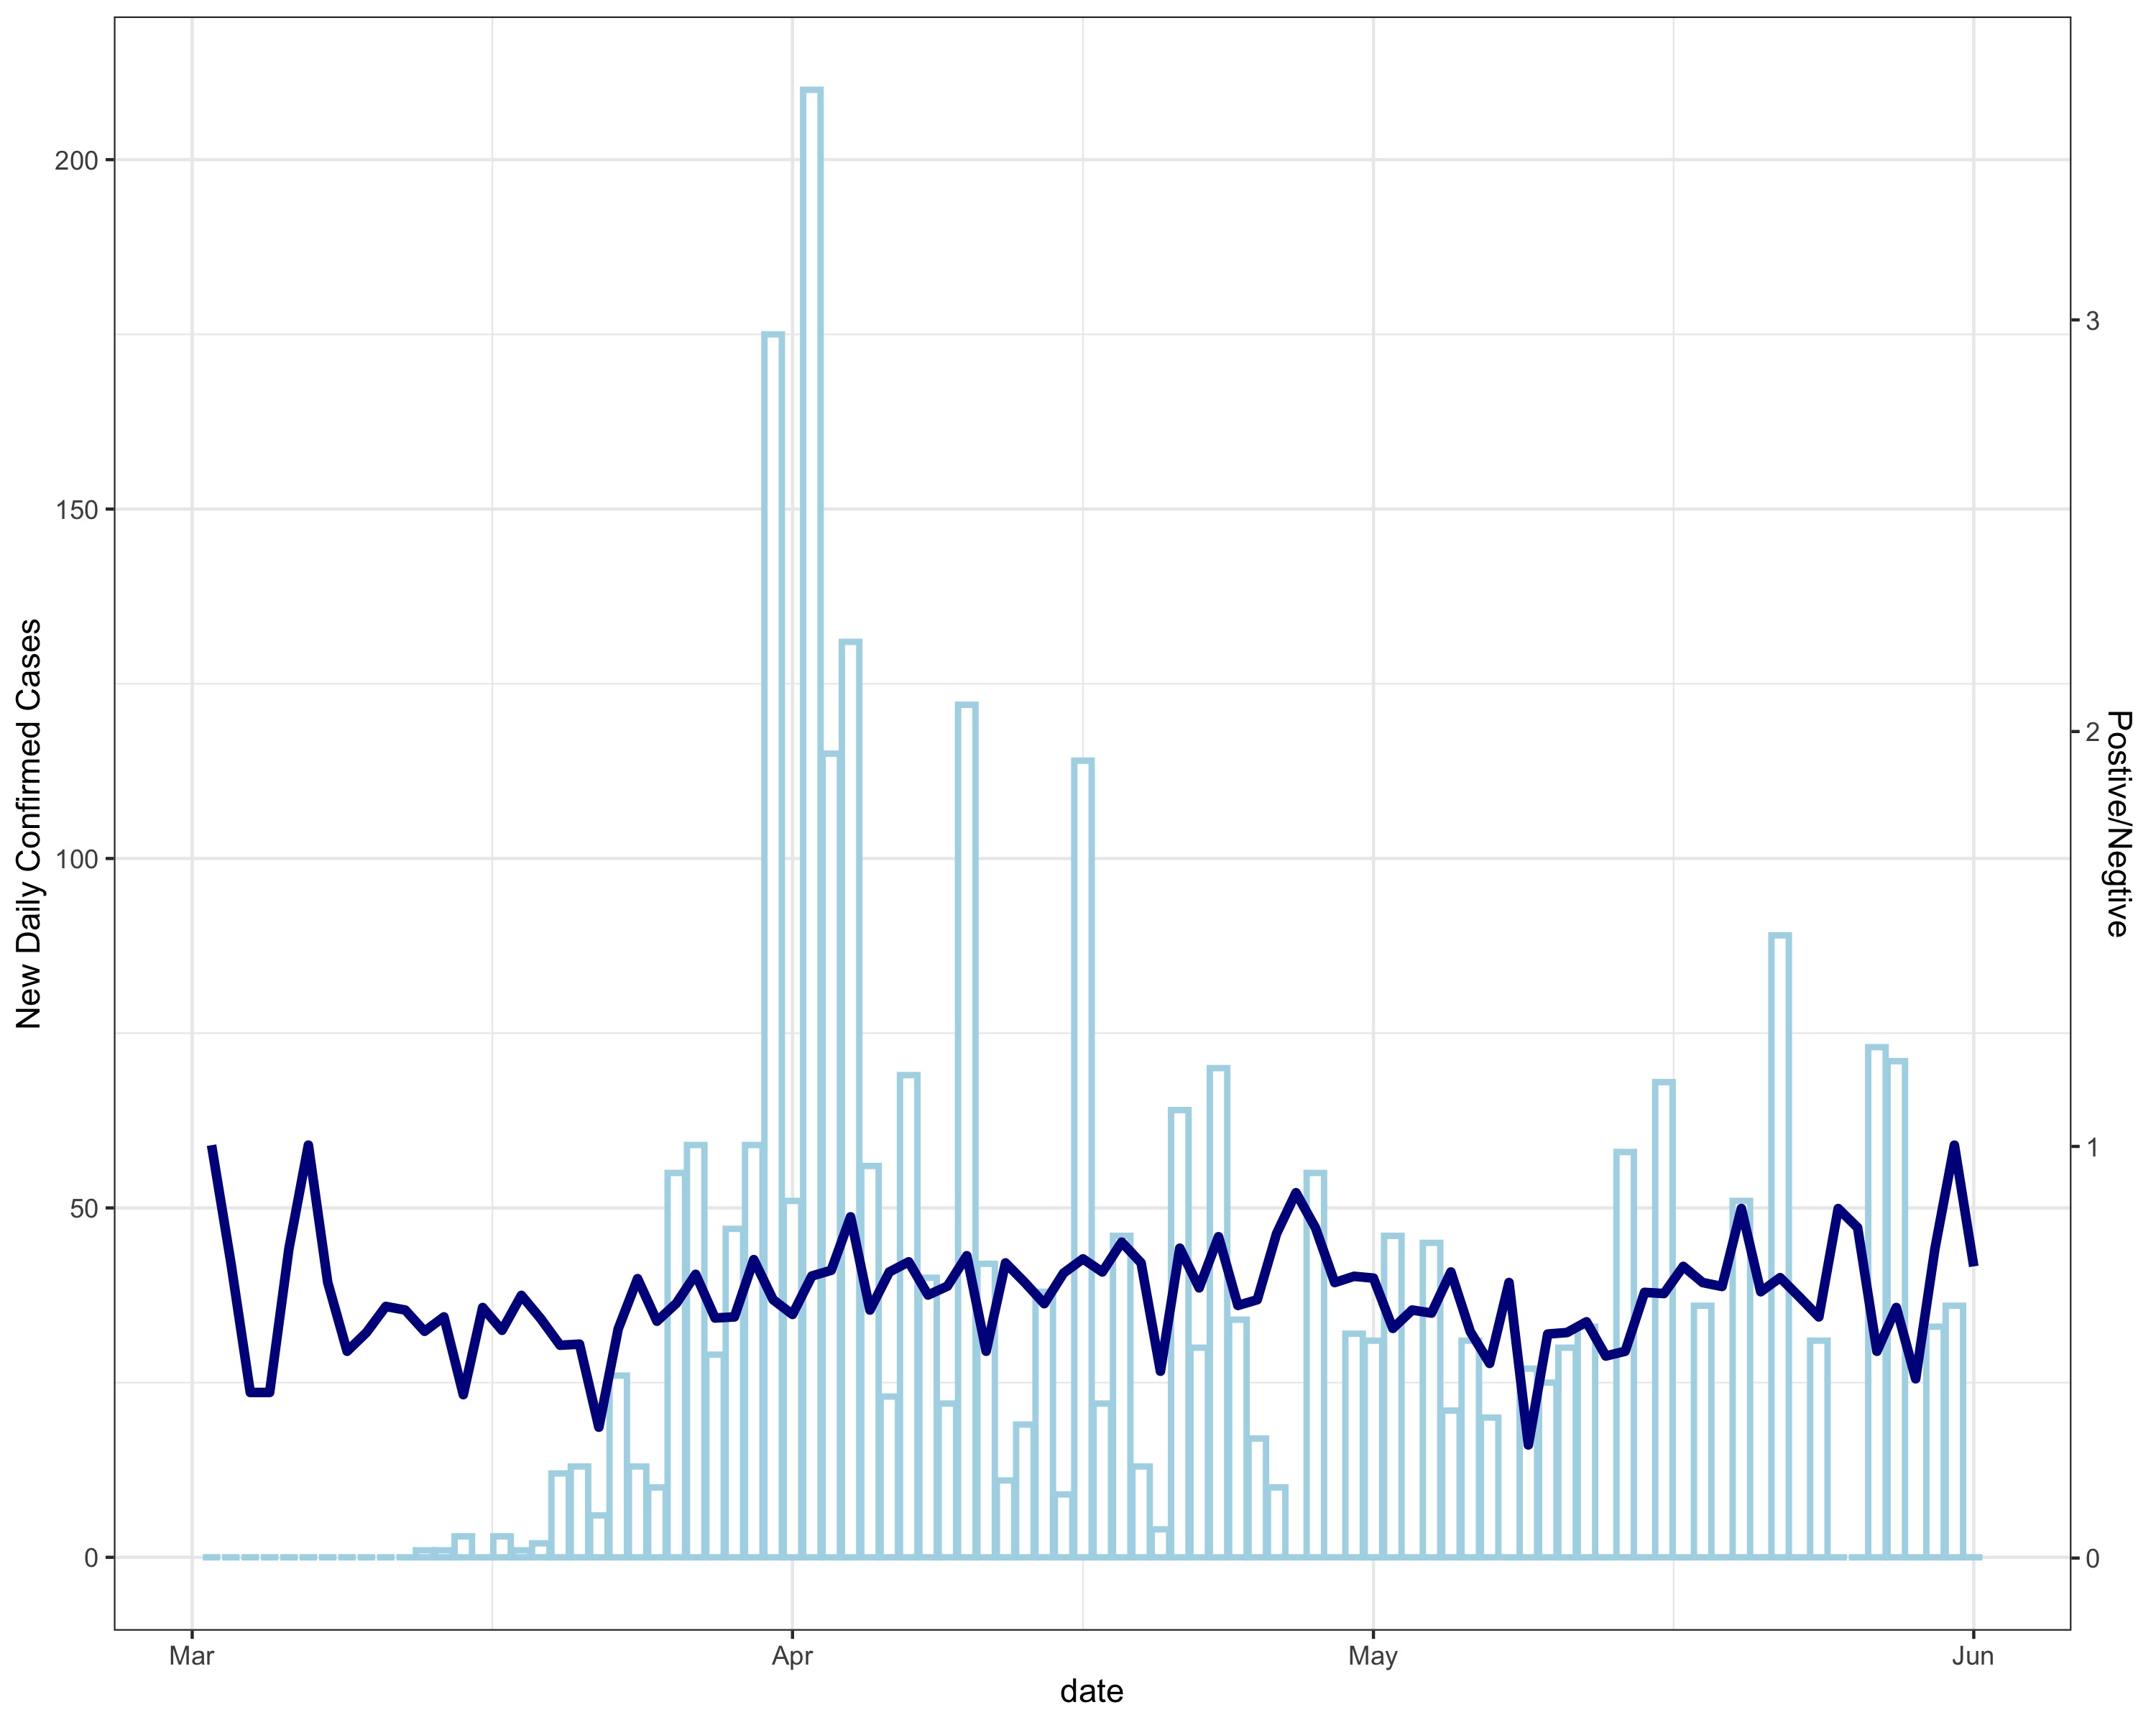 New Daily Confirmed Cases
200
150
100
50
0
3
2
1
0
Postive/Negtive
Mar
Apr
May
Jun
date